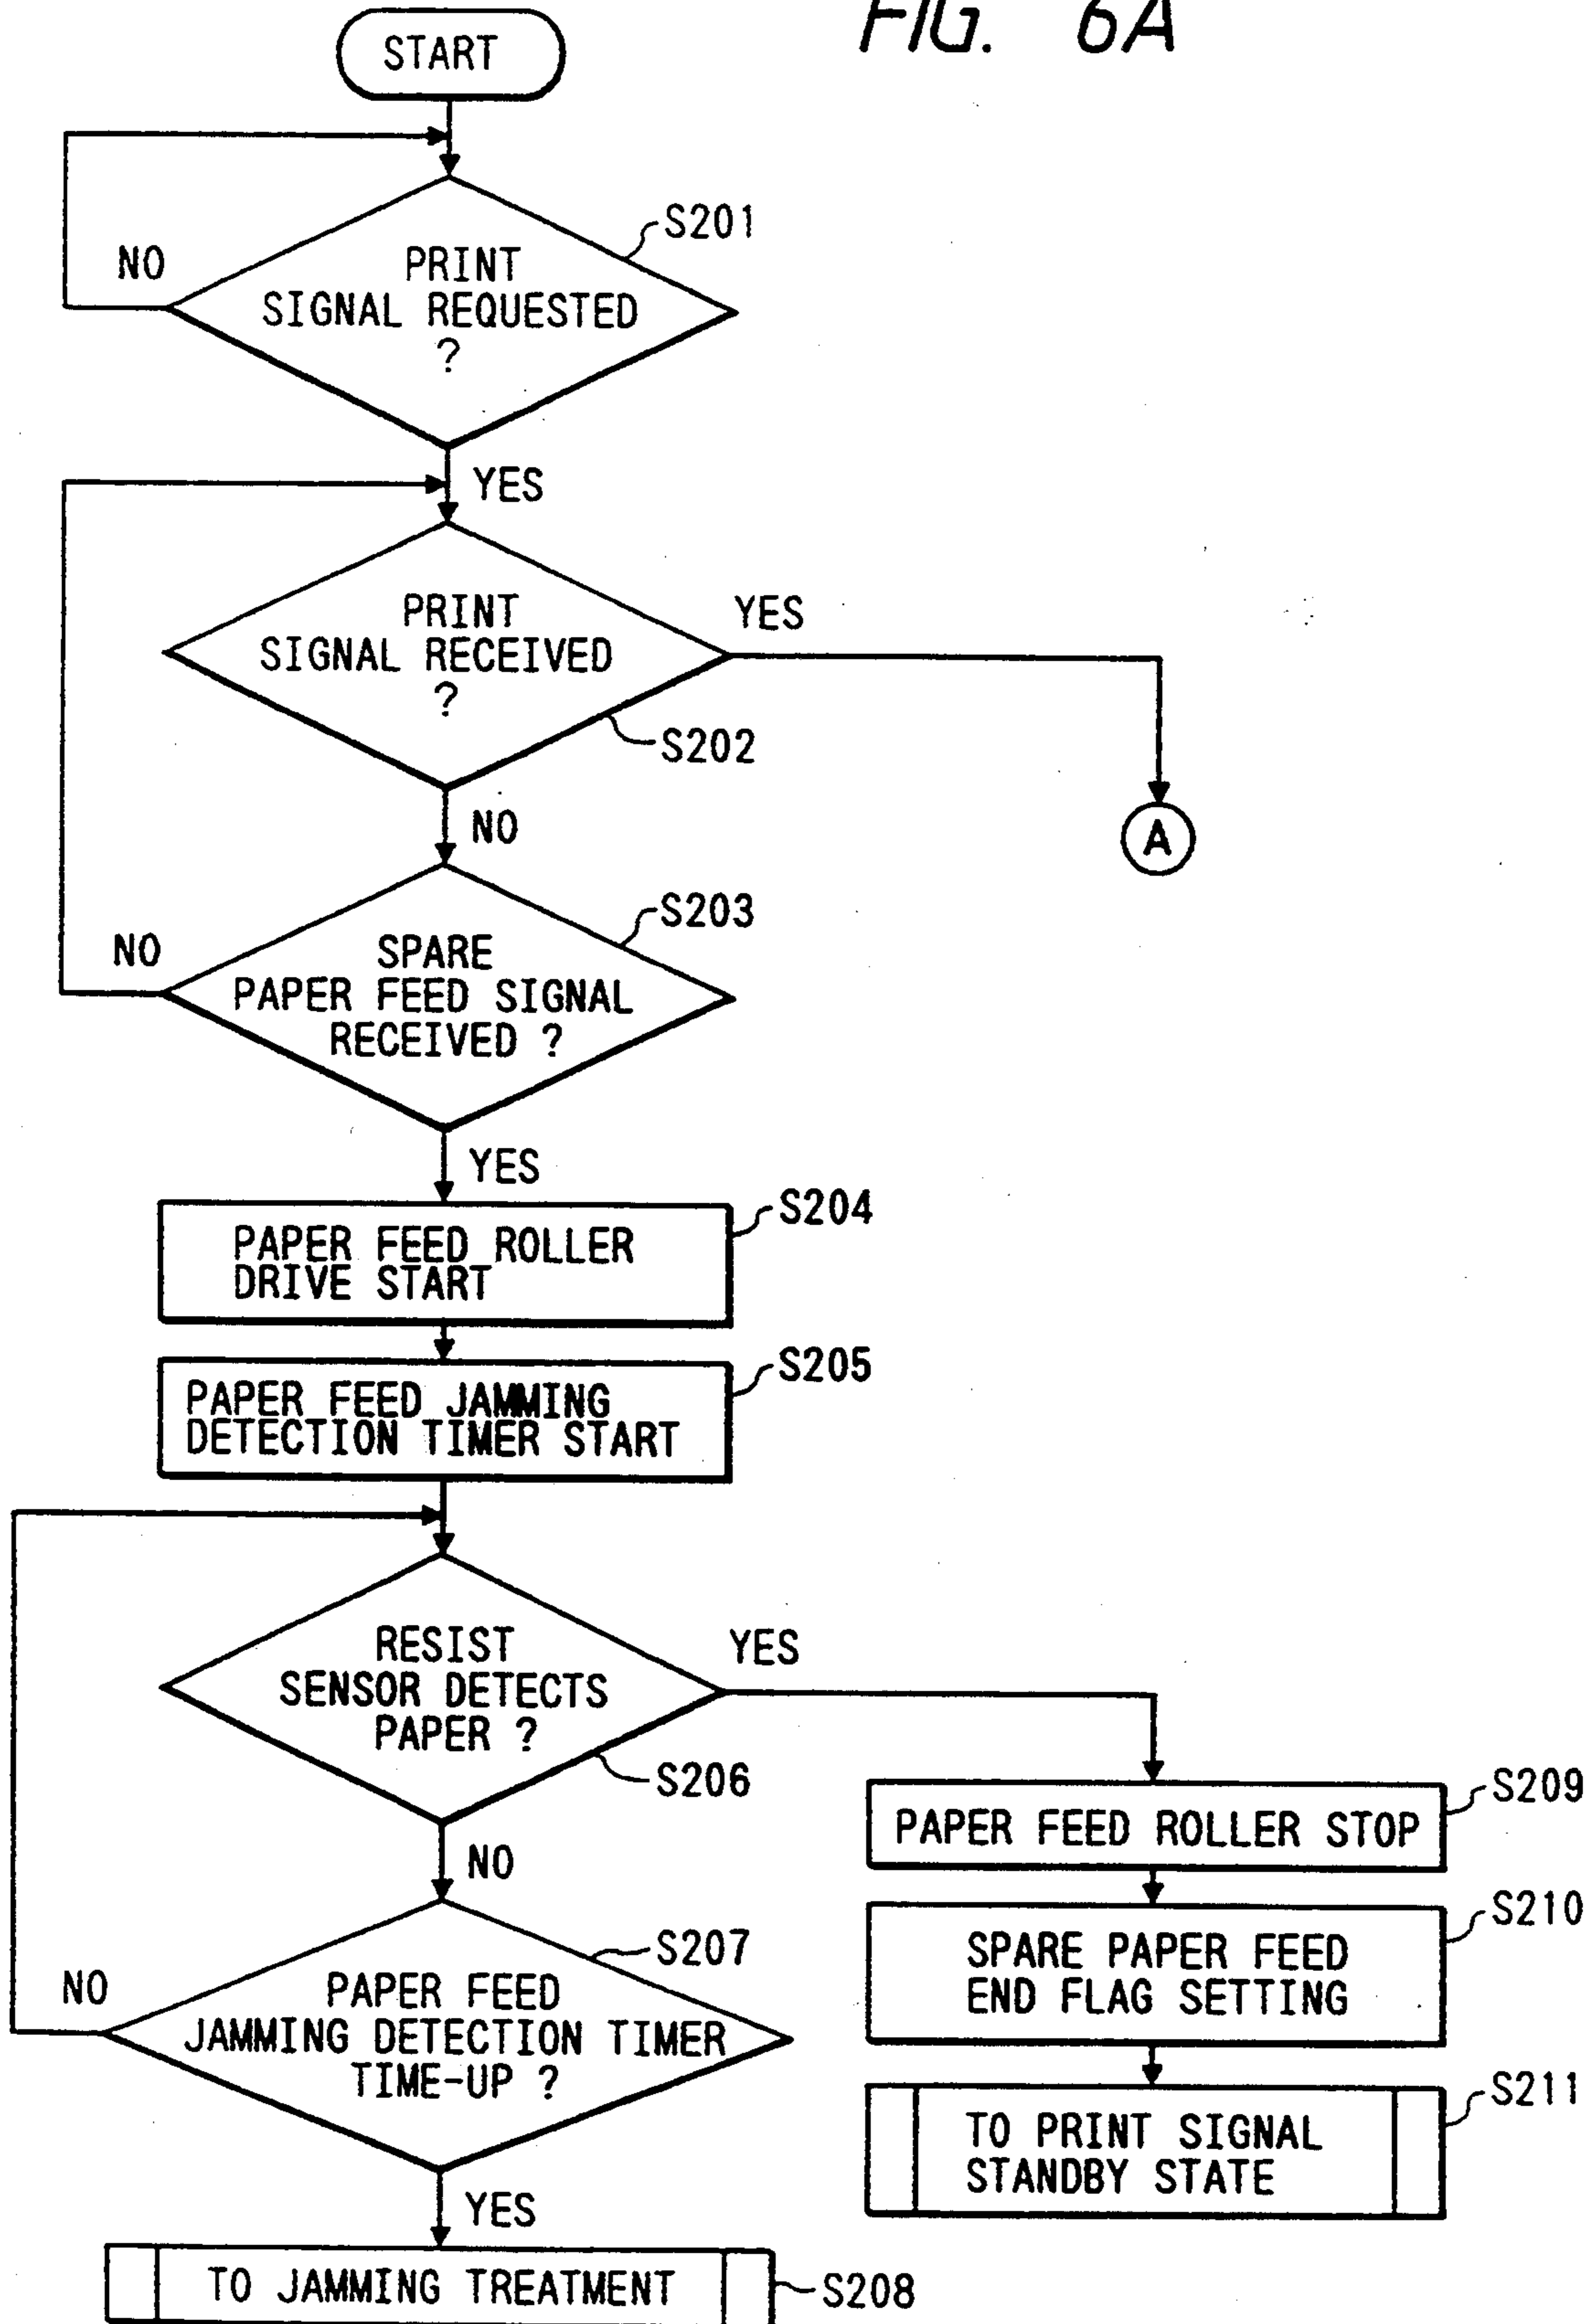 FIG. 6A
START
S201
NO
PRINT
SIGNAL REQUESTED
?
YES
PRINT
SIGNAL RECEIVED
?
YES
S202
NO
A
S203
NO
SPARE
PAPER FEED SIGNAL
RECEIVED ?
YES
S204
PAPER FEED ROLLER
DRIVE START
S205
PAPER FEED JAMMING
DETECTION TIMER START
RESIST
SENSOR DETECTS
PAPER ?
YES
S206
NO
S209
PAPER FEED ROLLER STOP
S210
SPARE PAPER FEED
END FLAG SETTING
S207
NO
PAPER FEED
JAMMING DETECTION TIMER
TIME-UP ?
S211
TO PRINT SIGNAL
STANDBY STATE
YES
TO JAMMING TREATMENT
S208